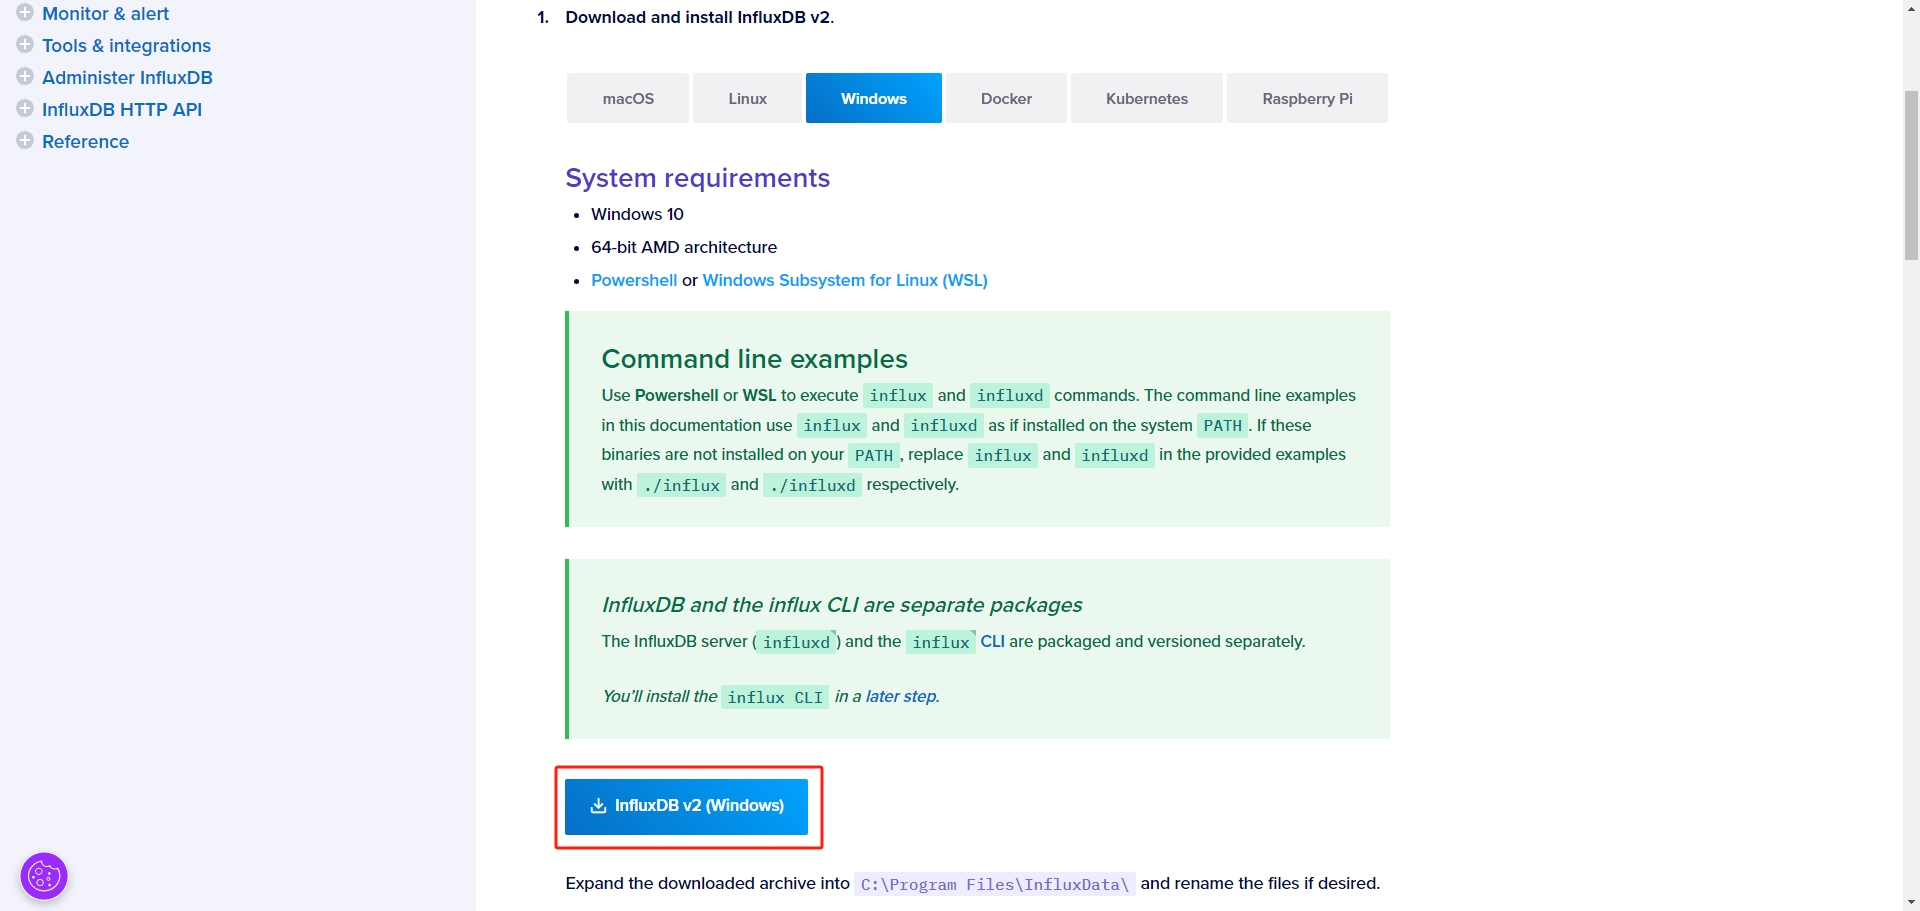 Monitor & alert
Tools & integrations
Administer InfluxDB
InfluxDB HTTP API
Reference
1. Download and install InfluxDB v2.
macOS
Linux
Windows
Docker
Kubernetes
Raspberry Pi
System requirements
• Windows 10
• 64-bit AMD architecture
• Powershell or Windows Subsystem for Linux (WSL)
Command line examples
Use Powershell or WSL to execute influx and influxd commands. The command line examples
in this documentation use influx and influxd as if installed on the system PATH. If these
binaries are not installed on your PATH, replace influx and influxd in the provided examples
with ./influx and ./influxd respectively.
InfluxDB and the influx CLI are separate packages
The InfluxDB server (influxd) and the influx CLI are packaged and versioned separately.
You’ll install the influx CLI in a later step.
InfluxDB v2 (Windows)
Expand the downloaded archive into C:\Program Files\InfluxData\ and rename the files if desired.